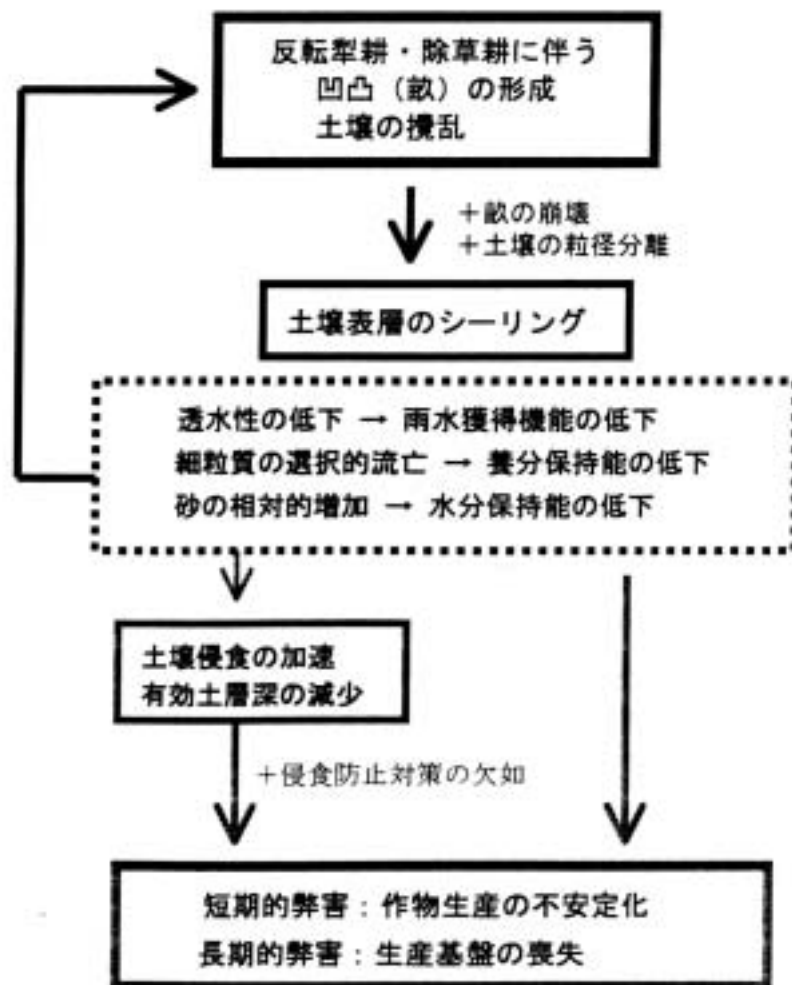 反転犁耕・除草耕に伴う
凹凸（畝）の形成
土壌の攪乱
＋畝の崩壊
＋土壌の粒径分離
土壌表層のシーリング
透水性の低下 → 雨水獲得機能の低下
細粒質の選択的流亡 → 養分保持能の低下
砂の相対的増加 → 水分保持能の低下
土壌侵食の加速
有効土層深の減少
＋侵食防止対策の欠如
短期的弊害：作物生産の不安定化
長期的弊害：生産基盤の喪失